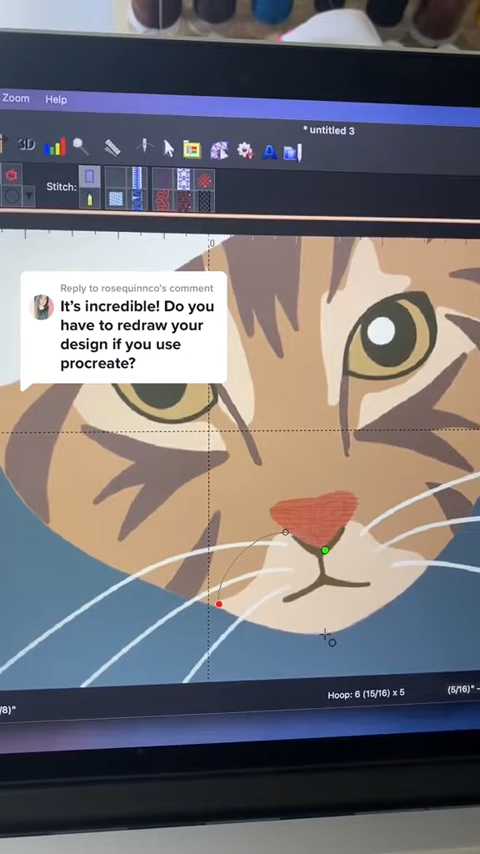 Zoom Help
* untitled 3
3D
Stitch:
0
Reply to rosequinnco's comment
It's incredible! Do you
have to redraw your
design if you use
procreate?
Hoop: 6 (15/16) x 5
(5/16)" -
/8)"